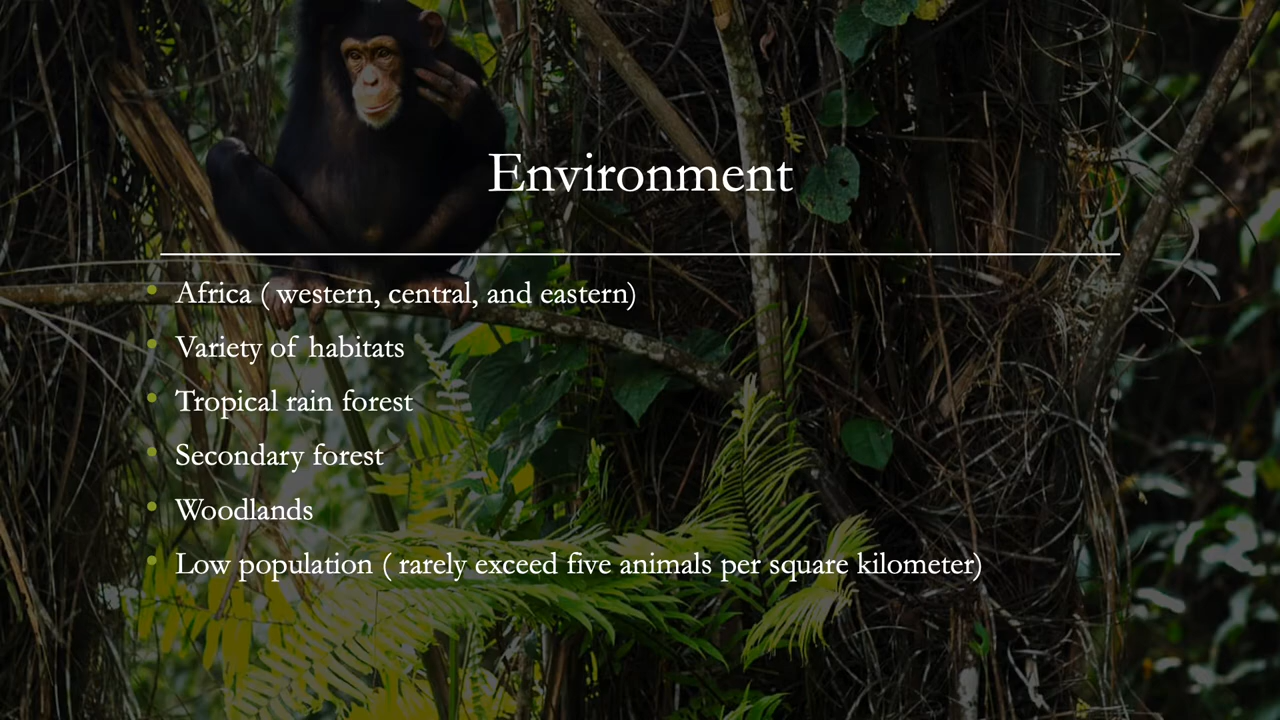 Environment
• Africa ( western, central, and eastern)
• Variety of habitats
• Tropical rain forest
• Secondary forest
• Woodlands
• Low population ( rarely exceed five animals per square kilometer)